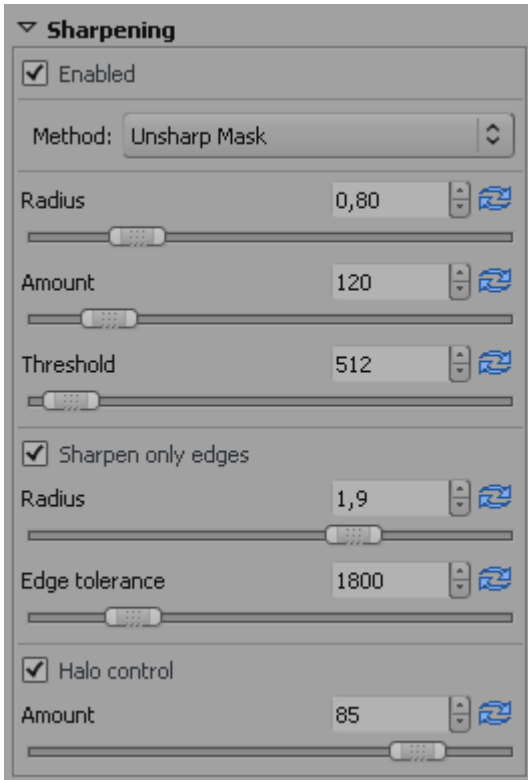 Sharpening
Enabled
Method: Unsharp Mask
Radius 0,80
Amount 120
Threshold 512
Sharpen only edges
Radius 1,9
Edge tolerance 1800
Halo control
Amount 85